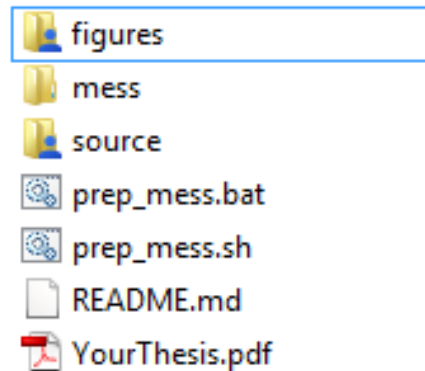 figures
mess
source
prep_mess.bat
prep_mess.sh
README.md
YourThesis.pdf